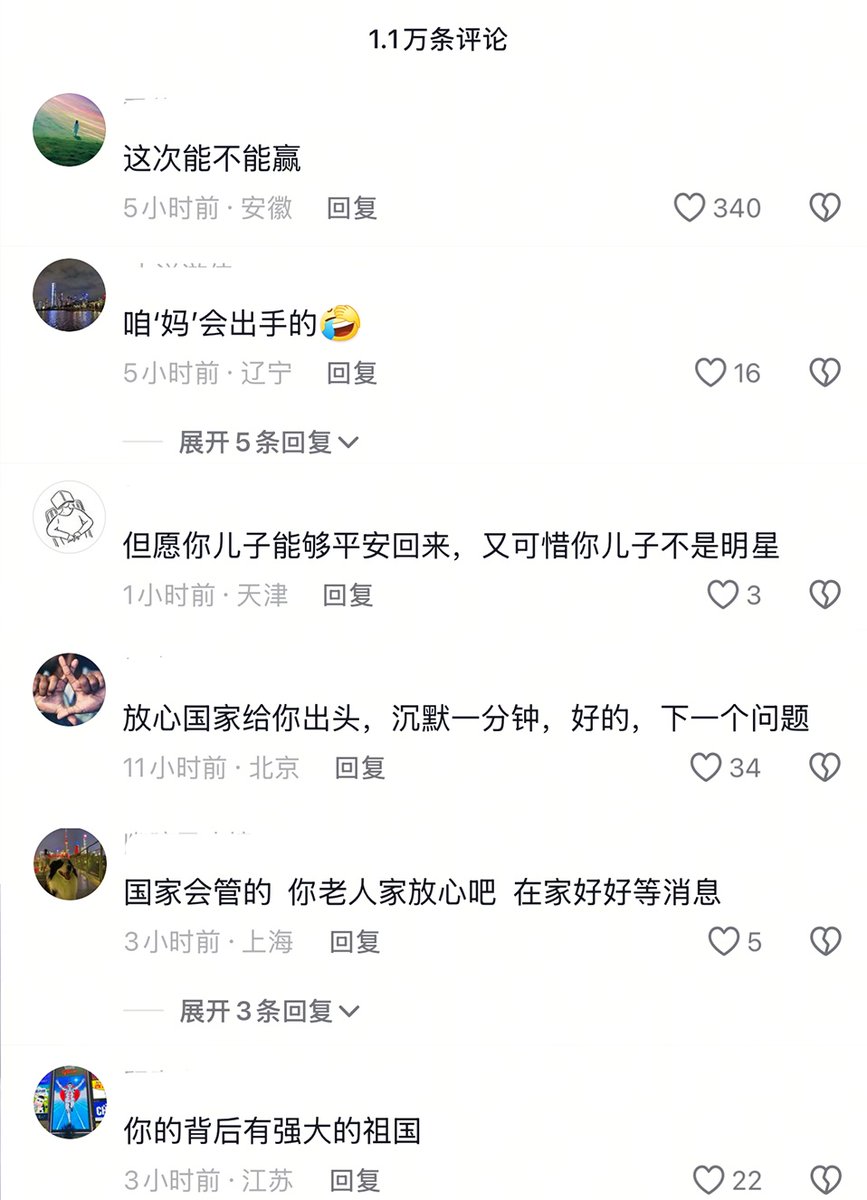 1.1万条评论
这次能不能赢
5小时前 · 安徽 回复 340
咱‘妈’会出手的🤣
5小时前 · 辽宁 回复 16
展开5条回复
但愿你儿子能够平安回来，又可惜你儿子不是明星
1小时前 · 天津 回复 3
放心国家给你出头，沉默一分钟，好的，下一个问题
11小时前 · 北京 回复 34
国家会管的 你老人家放心吧 在家好好等消息
3小时前 · 上海 回复 5
展开3条回复
你的背后有强大的祖国
3小时前 · 江苏 回复 22